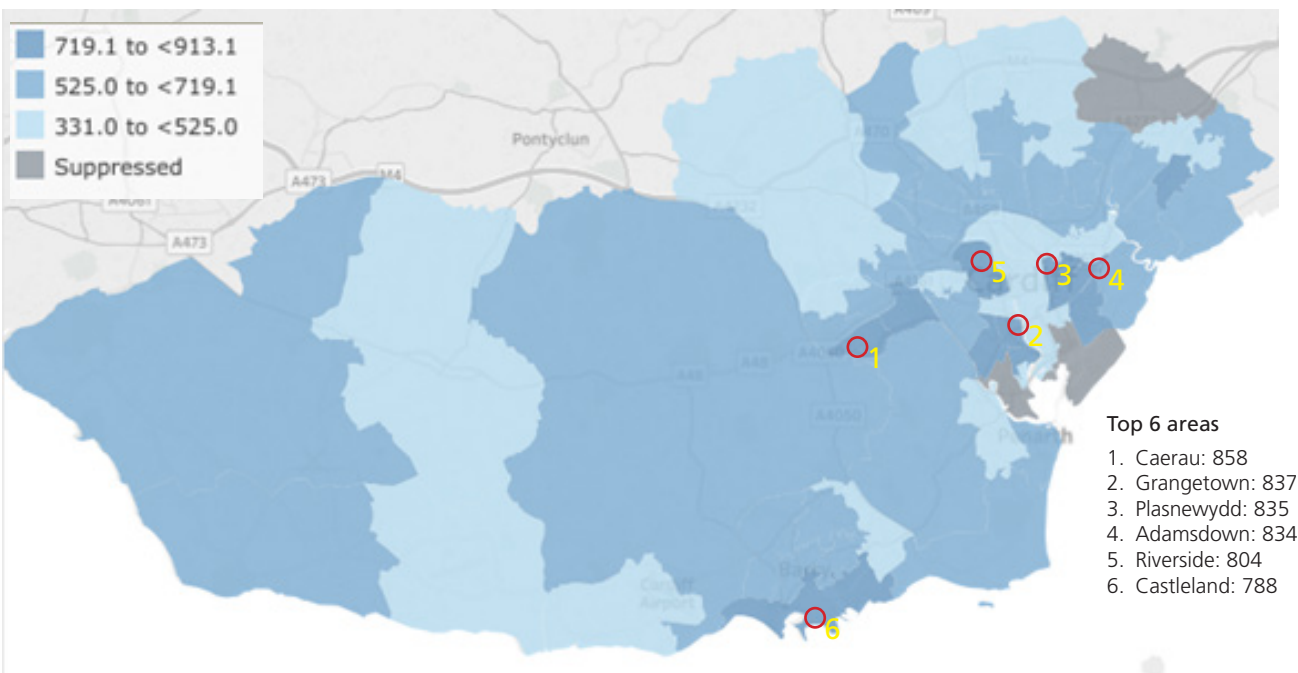 719.1 to <913.1
525.0 to <719.1
331.0 to <525.0
Suppressed
Pontyclun
A473
M4
A4061
A473
A4232
A470
M4
5
3
4
2
1
A48
A48
A4050
Penarth
Barry
Cardiff
Airport
6
Top 6 areas
1. Caerau: 858
2. Grangetown: 837
3. Plasnewydd: 835
4. Adamsdown: 834
5. Riverside: 804
6. Castleland: 788